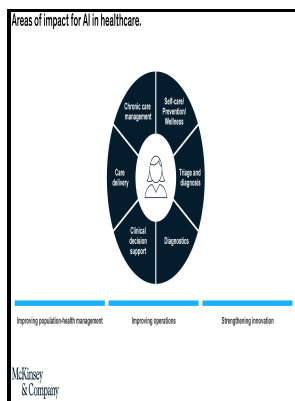 Areas of impact for AI in healthcare.
Chronic care
management
Self-care/
Prevention/
Wellness
Care
delivery
Triage and
diagnosis
Clinical
decision
support
Diagnostics
Improving population-health management
Improving operations
Strengthening innovation
McKinsey
& Company